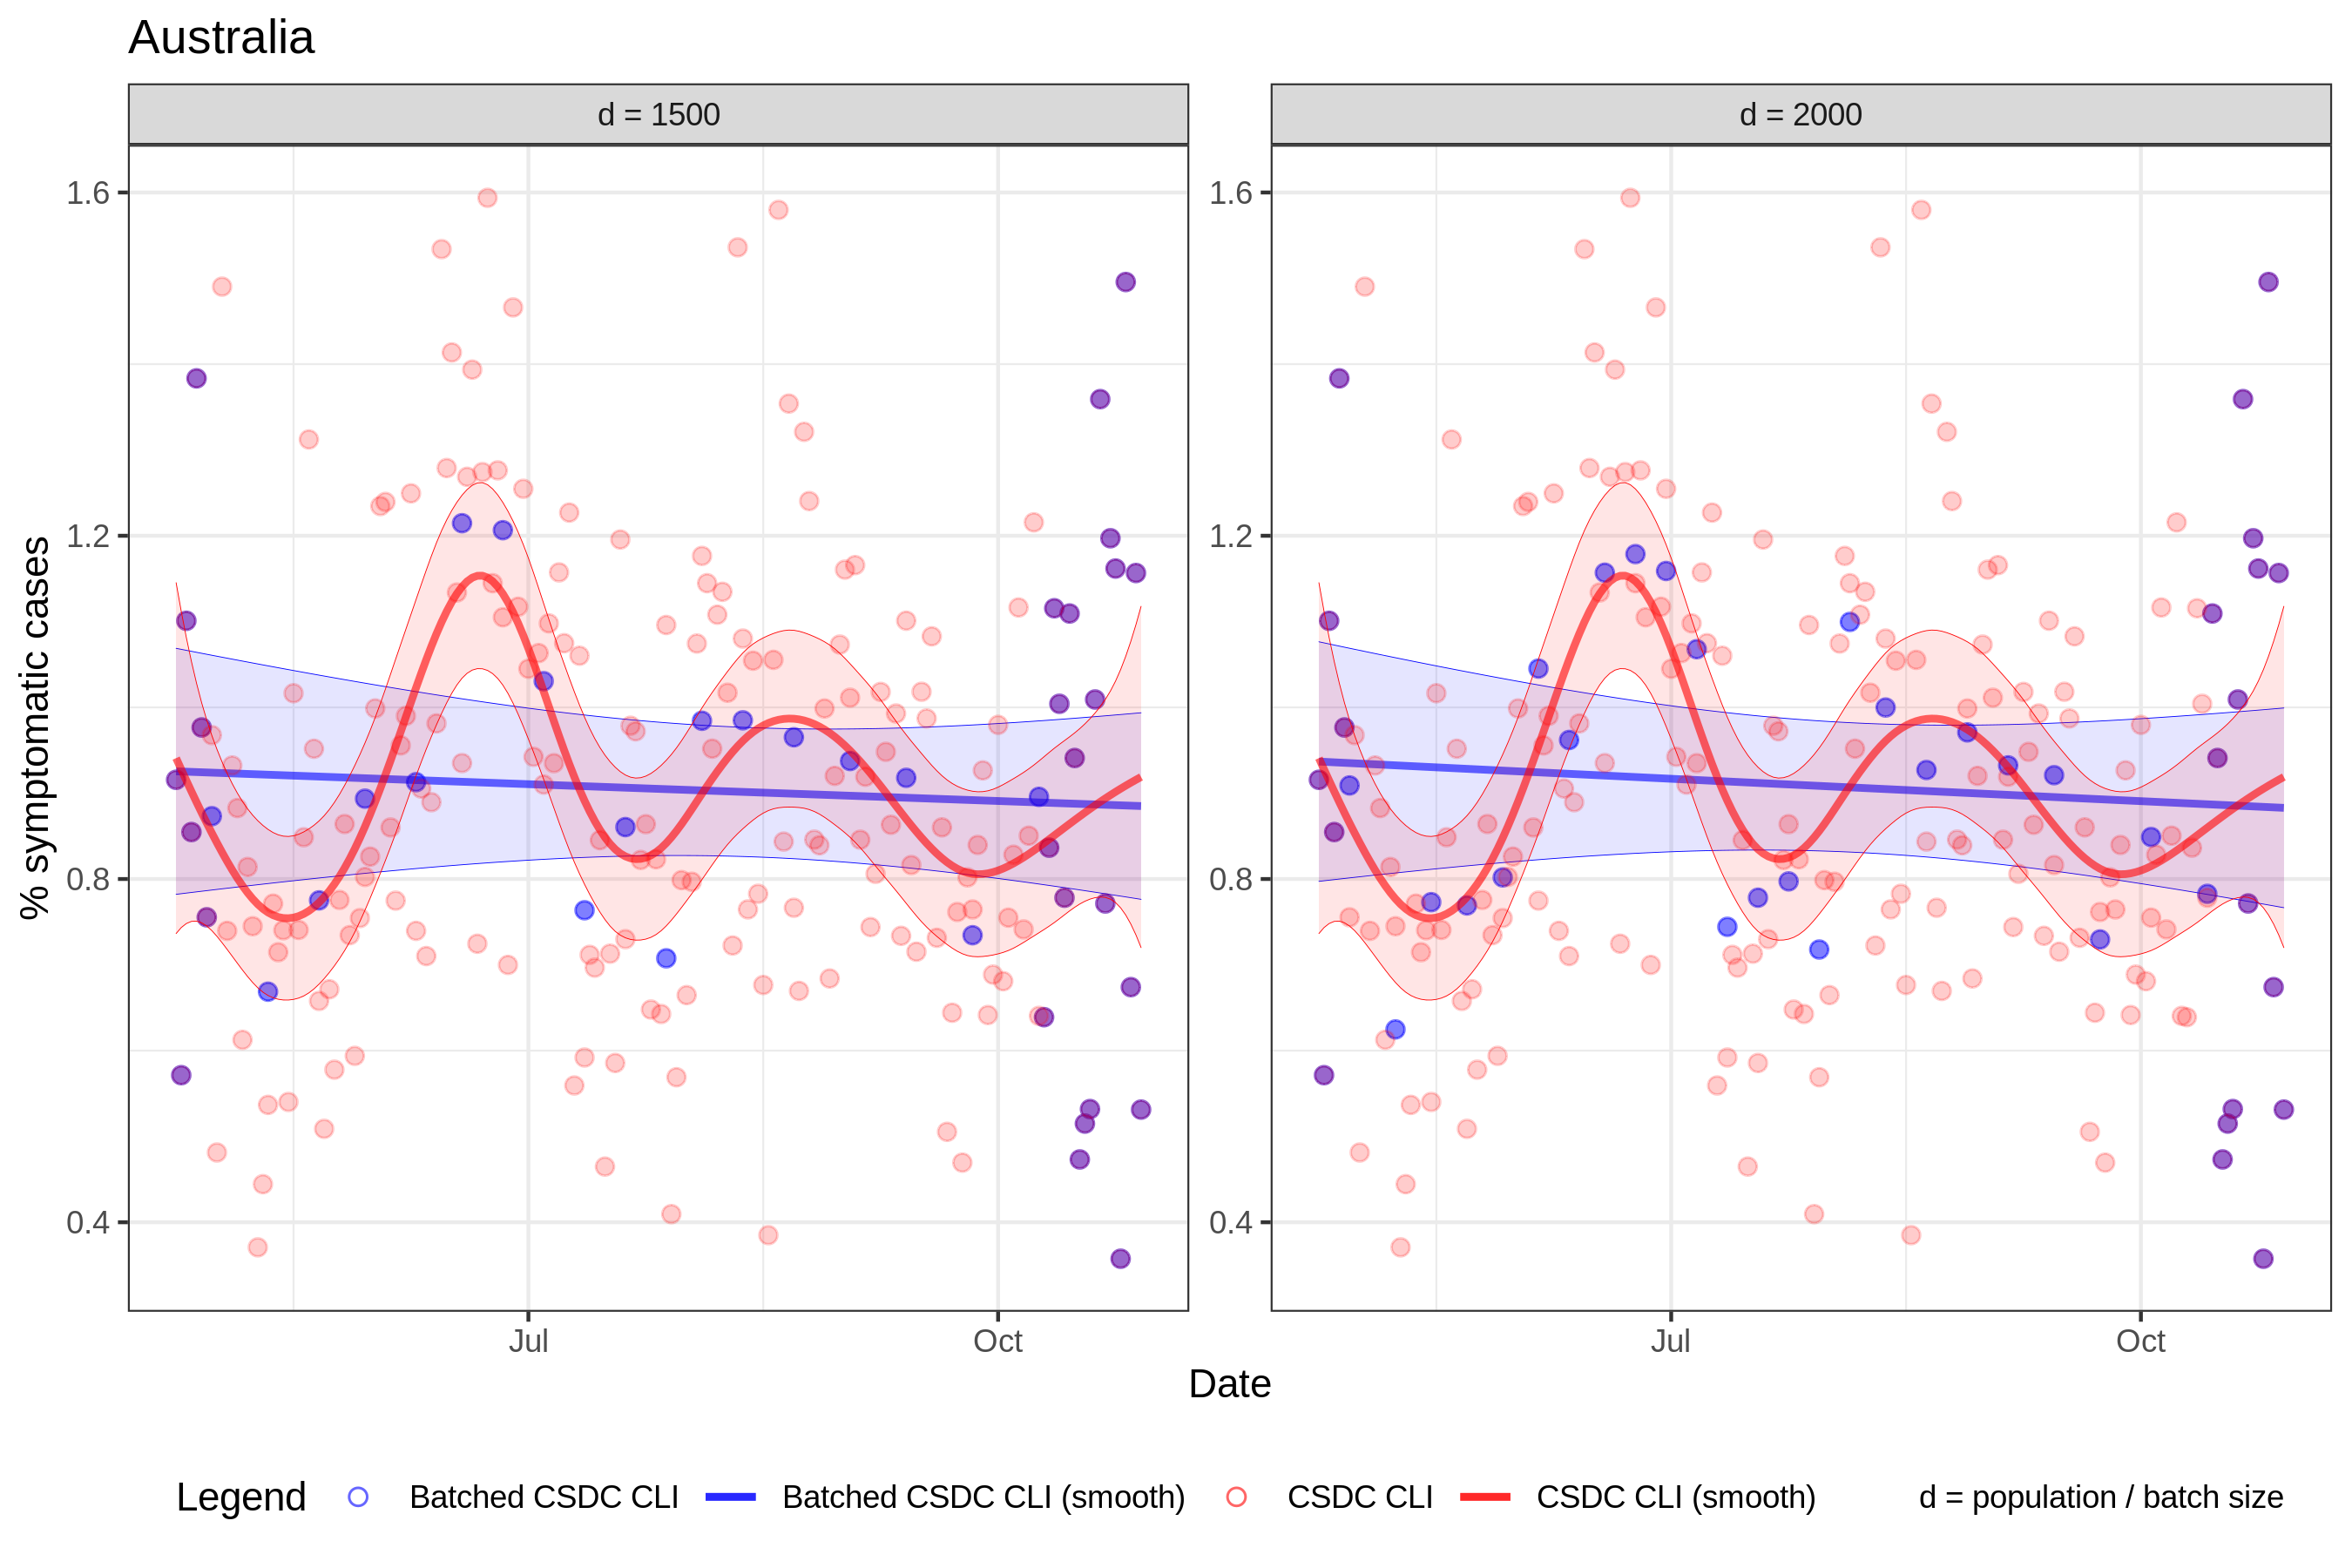 Australia
d = 1500
d = 2000
% symptomatic cases
1.6
1.2
0.8
0.4
1.6
1.2
0.8
0.4
Jul
Oct
Jul
Oct
Date
Legend
Batched CSDC CLI
Batched CSDC CLI (smooth)
CSDC CLI
CSDC CLI (smooth)
d = population / batch size